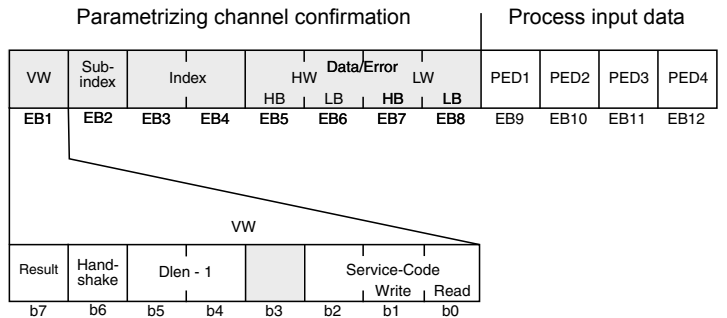 Parametrizing channel confirmation Process input data
VW Sub-index Index Data/Error HW LW PED1 PED2 PED3 PED4
HB LB HB LB
EB1 EB2 EB3 EB4 EB5 EB6 EB7 EB8 EB9 EB10 EB11 EB12
VW
Result Hand-shake Dlen - 1 Service-Code
Write Read
b7 b6 b5 b4 b3 b2 b1 b0